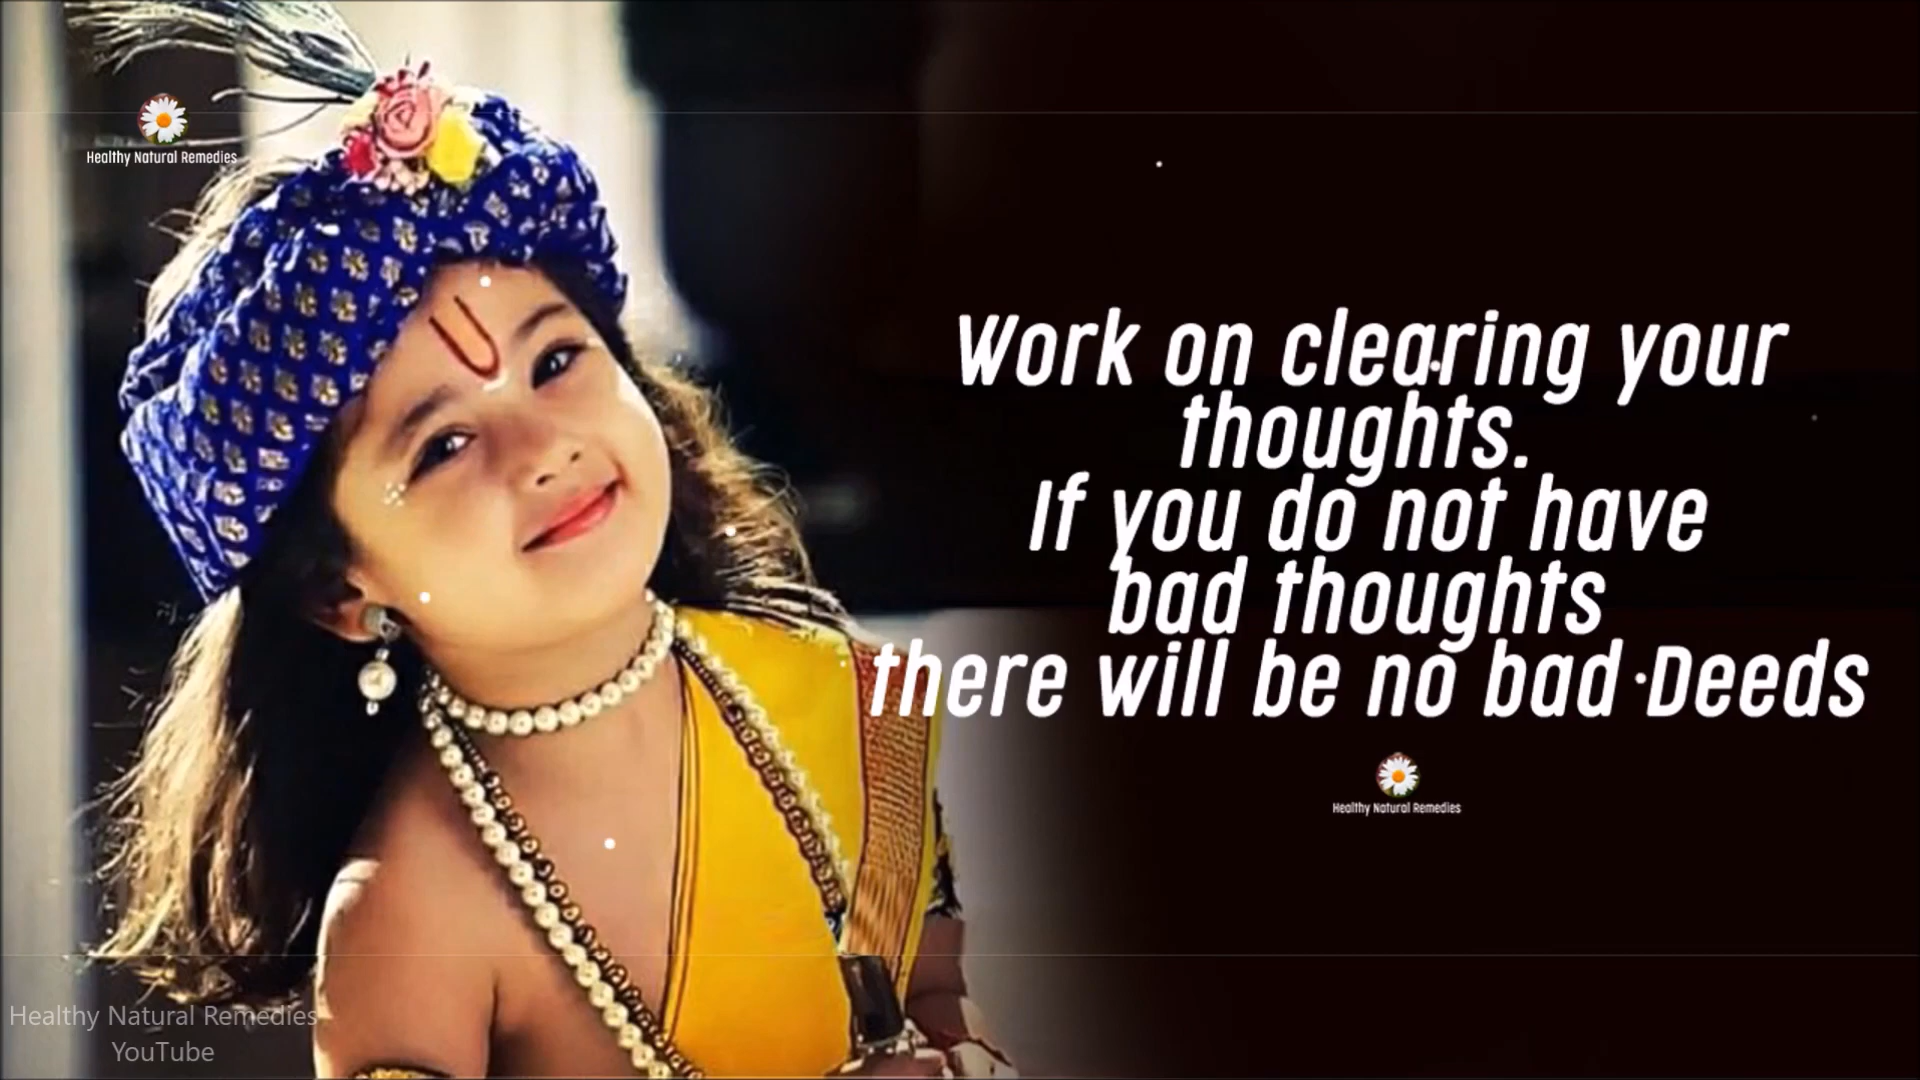 Healthy Natural Remedies
Work on clearing your
thoughts.
If you do not have
bad thoughts
there will be no bad Deeds
Healthy Natural Remedies
Healthy Natural Remedies
YouTube